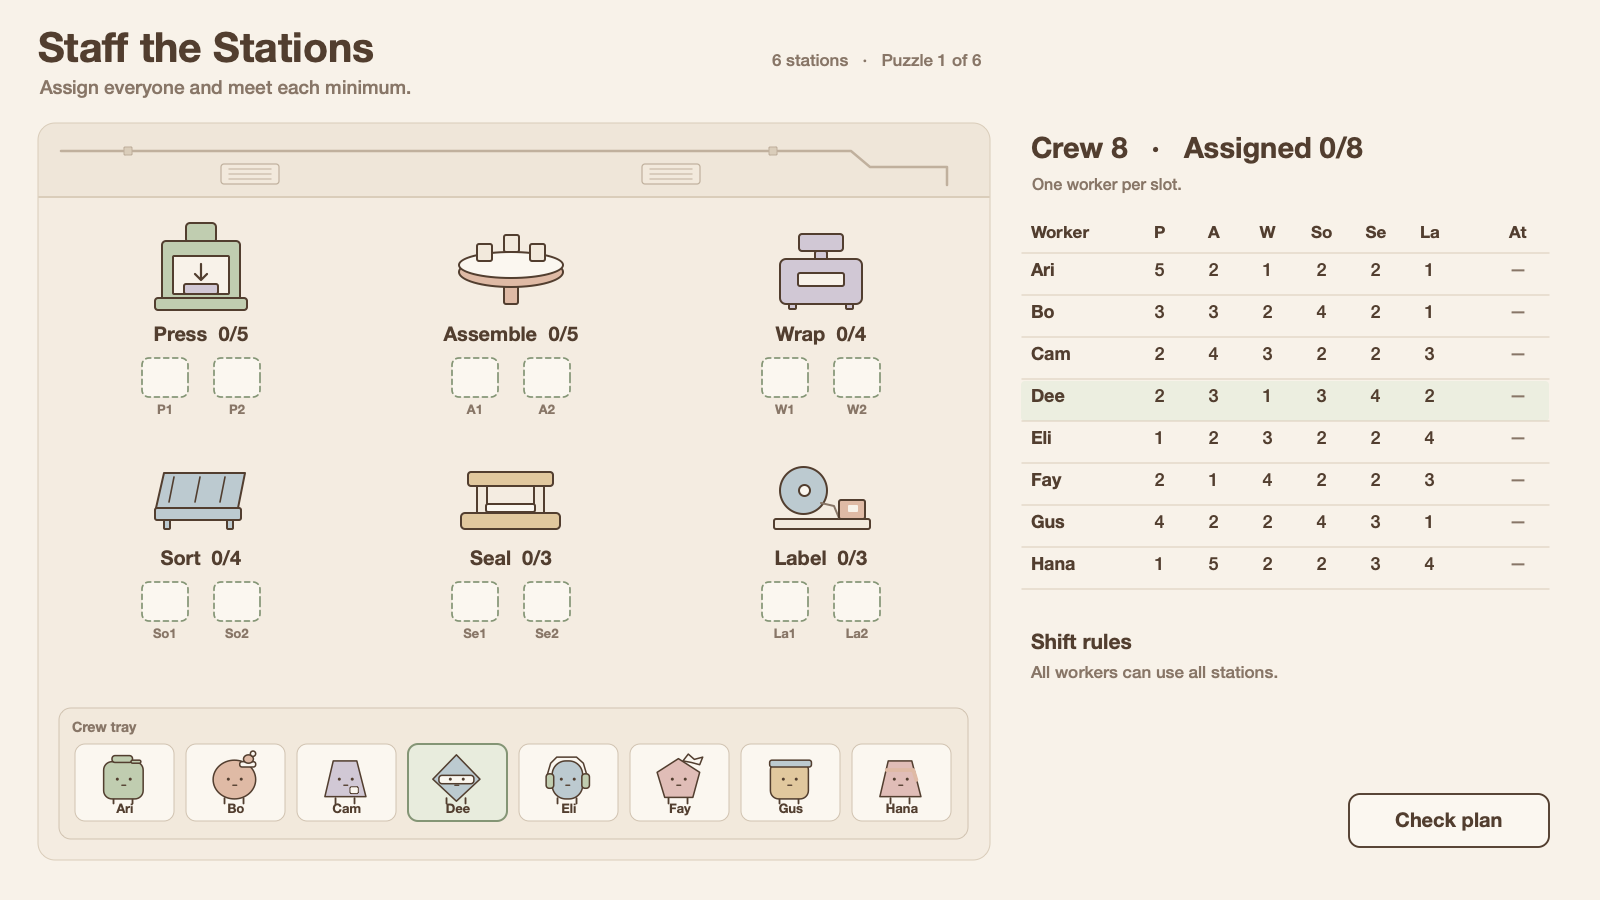 Staff the Stations
6 stations · Puzzle 1 of 6
Assign everyone and meet each minimum.
Press 0/5
Assemble 0/5
Wrap 0/4
P1 P2
A1 A2
W1 W2
Sort 0/4
Seal 0/3
Label 0/3
So1 So2
Se1 Se2
La1 La2
Crew tray
Ari
Bo
Cam
Dee
Eli
Fay
Gus
Hana
Crew 8 · Assigned 0/8
One worker per slot.
Worker P A W So Se La At
Ari 5 2 1 2 2 1 —
Bo 3 3 2 4 2 1 —
Cam 2 4 3 2 2 3 —
Dee 2 3 1 3 4 2 —
Eli 1 2 3 2 2 4 —
Fay 2 1 4 2 2 3 —
Gus 4 2 2 4 3 1 —
Hana 1 5 2 2 3 4 —
Shift rules
All workers can use all stations.
Check plan